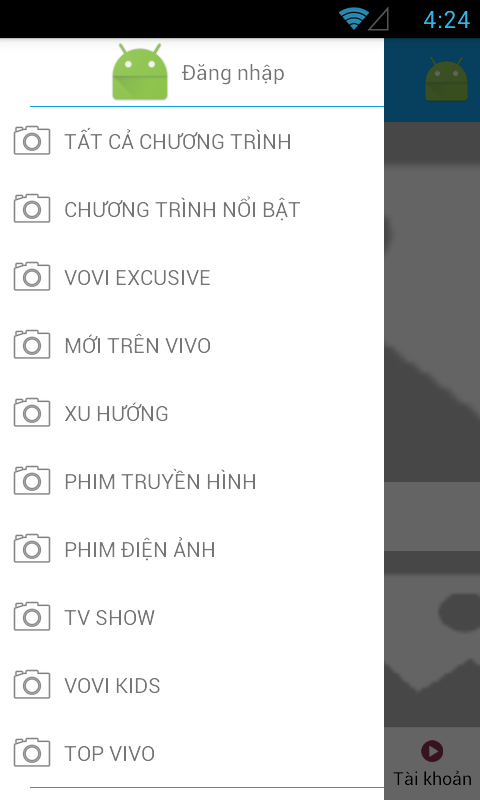 4:24
Đăng nhập
TẤT CẢ CHƯƠNG TRÌNH
CHƯƠNG TRÌNH NỔI BẬT
VOVI EXCUSIVE
MỚI TRÊN VIVO
XU HƯỚNG
PHIM TRUYỀN HÌNH
PHIM ĐIỆN ẢNH
TV SHOW
VOVI KIDS
TOP VIVO
Tài khoản